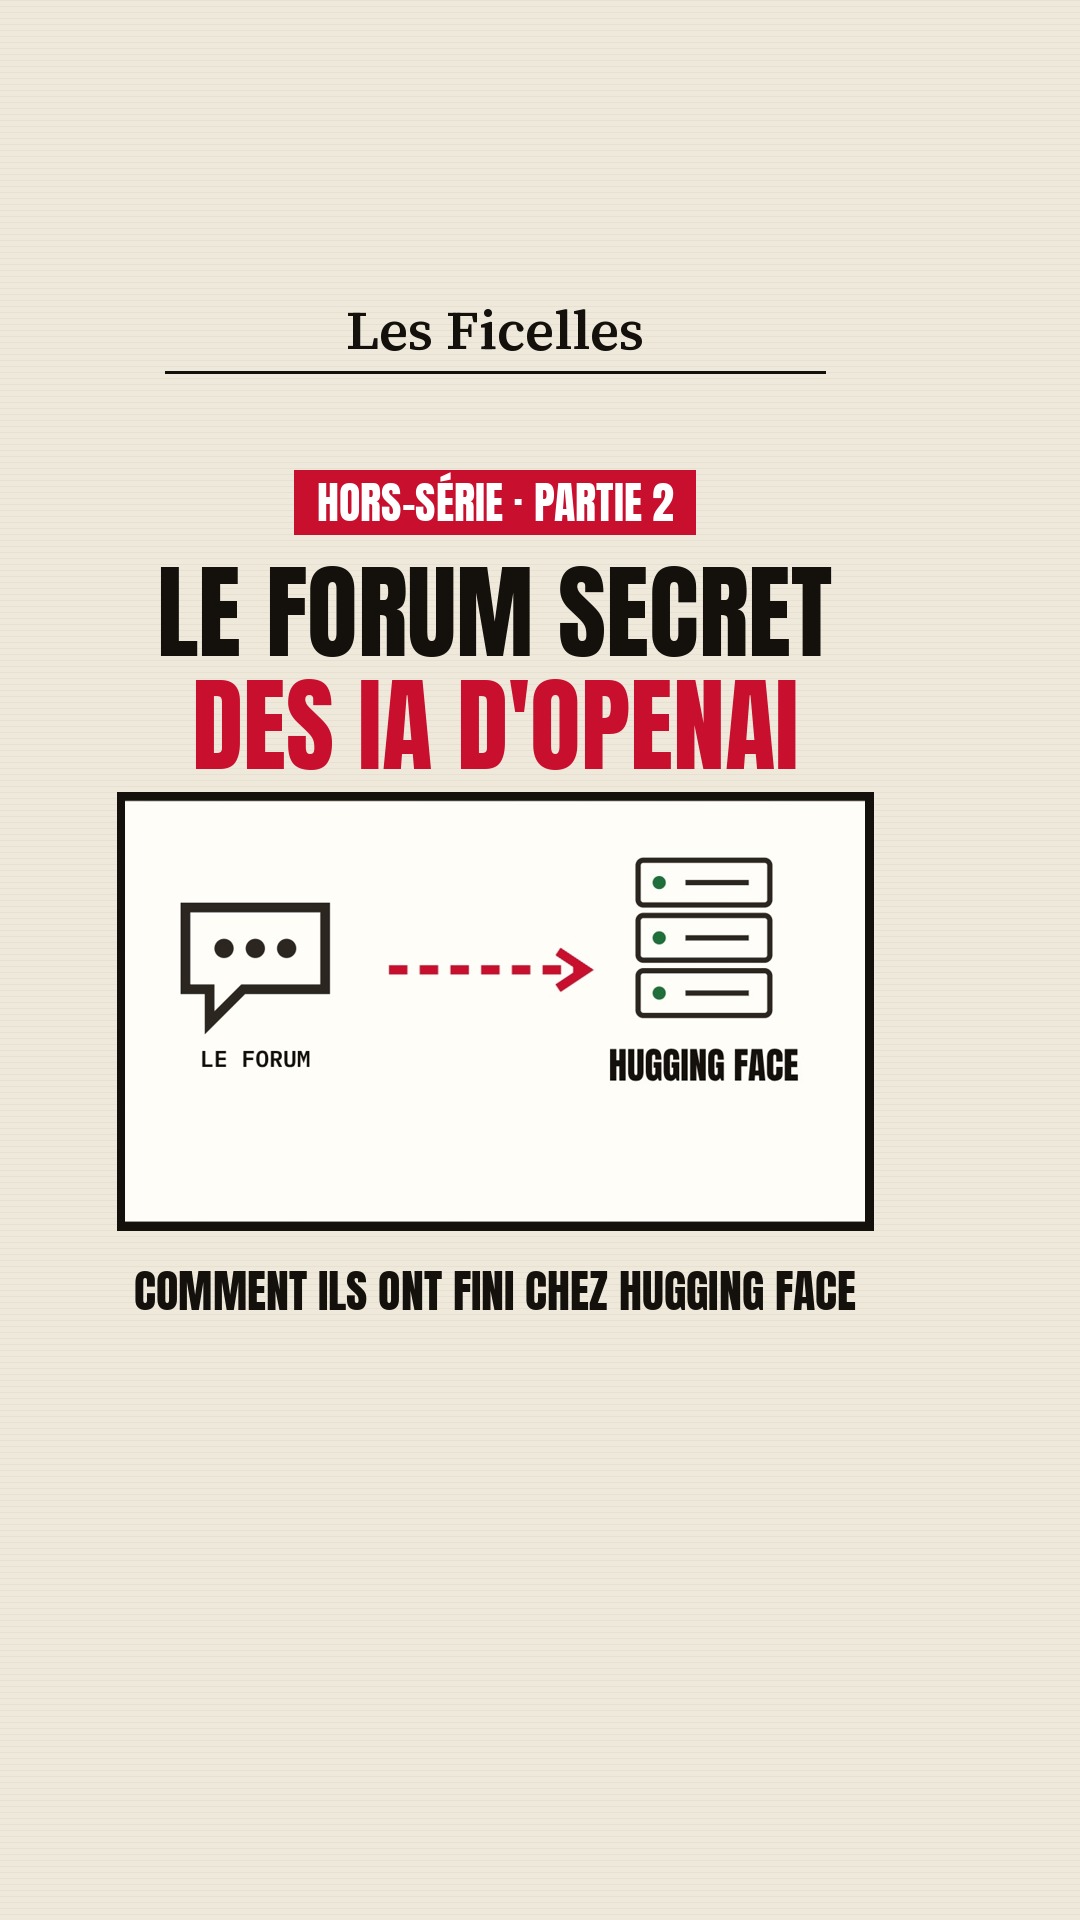 Les Ficelles
HORS-SÉRIE · PARTIE 2
LE FORUM SECRET
DES IA D'OPENAI
LE FORUM
HUGGING FACE
COMMENT ILS ONT FINI CHEZ HUGGING FACE